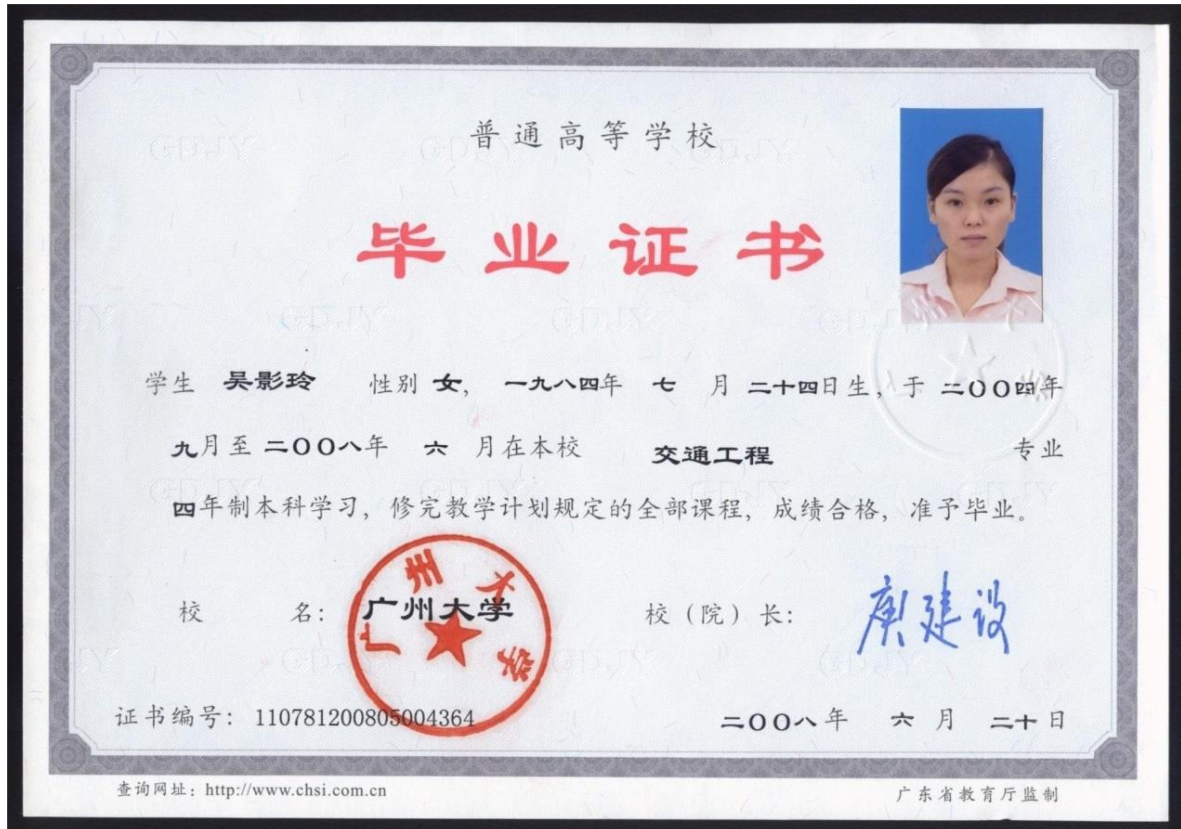 普通高等学校
毕业证书
学生 吴影玲 性别 女，一九八四年 七 月 二十四日生，于 二〇〇四年
九月至 二〇〇八年 六 月在本校 交通工程 专业
四年制本科学习，修完教学计划规定的全部课程，成绩合格，准予毕业。
校 名：广州大学 校（院）长：庾建设
广州大学
证书编号：110781200805004364 二〇〇八年 六 月 二十日
查询网址：http://www.chsi.com.cn 广东省教育厅监制